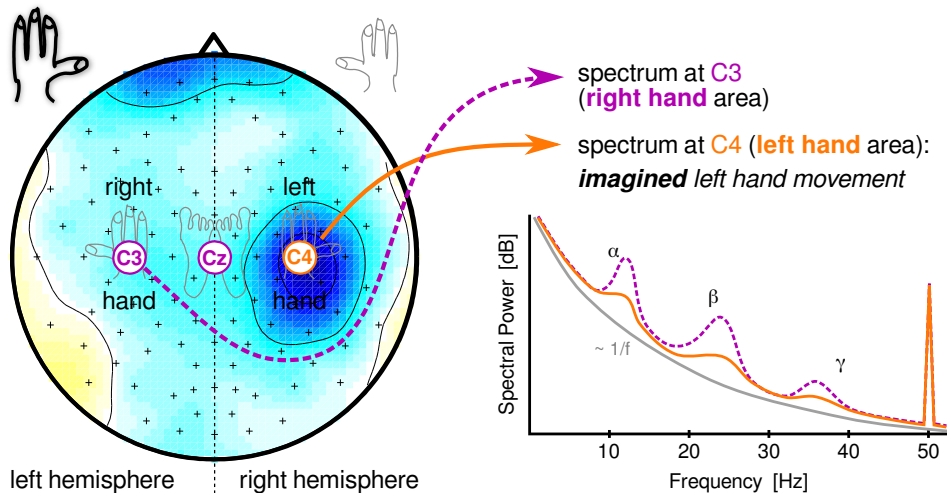 spectrum at C3
(right hand area)
spectrum at C4 (left hand area):
imagined left hand movement
right
left
C3
Cz
C4
hand
hand
left hemisphere
right hemisphere
Spectral Power [dB]
α
β
γ
~ 1/f
10
20
30
40
50
Frequency [Hz]